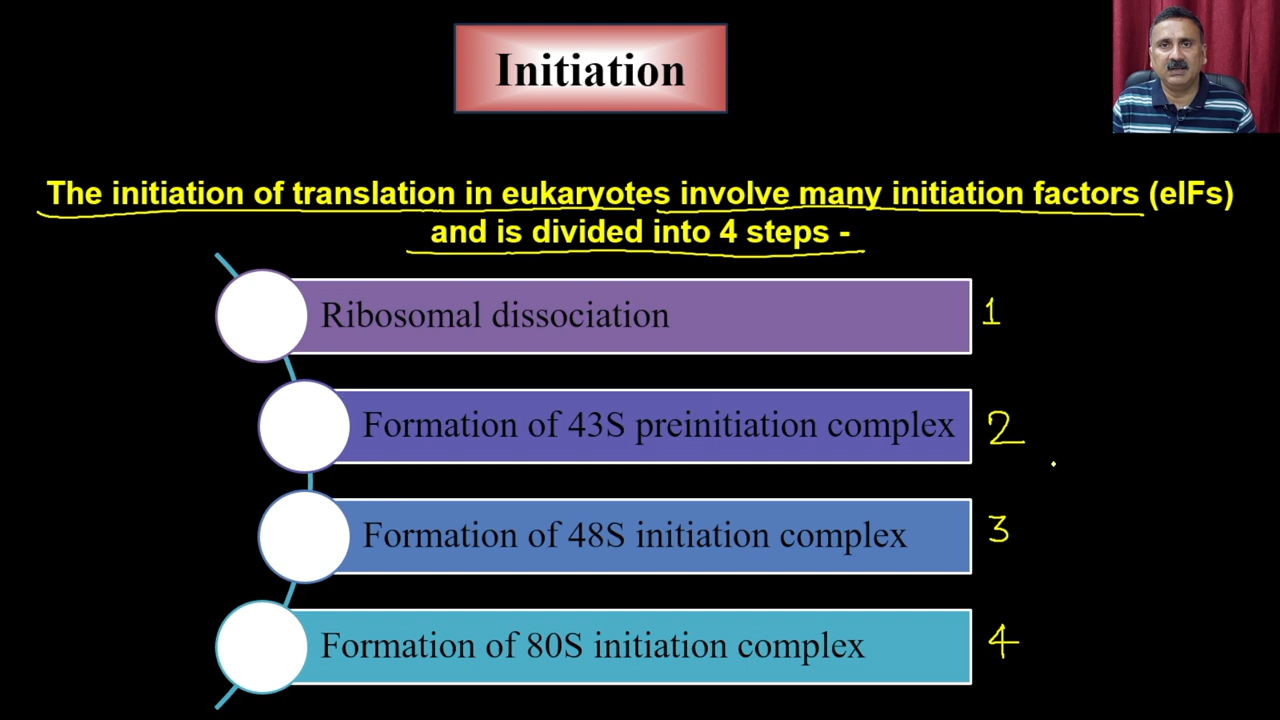 Initiation
The initiation of translation in eukaryotes involve many initiation factors (eIFs)
and is divided into 4 steps -
Ribosomal dissociation 1
Formation of 43S preinitiation complex 2
Formation of 48S initiation complex 3
Formation of 80S initiation complex 4